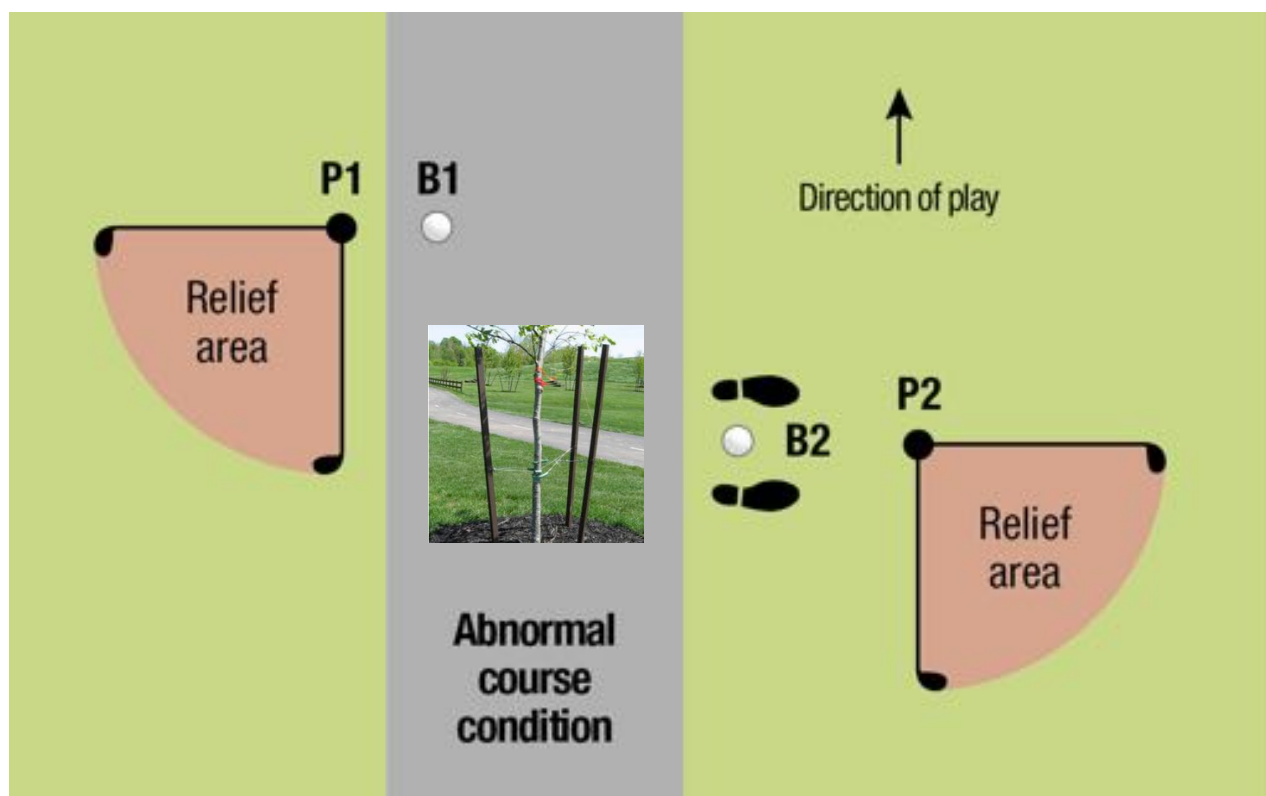 P1
B1
Direction of play
Relief
area
P2
B2
Relief
area
Abnormal
course
condition